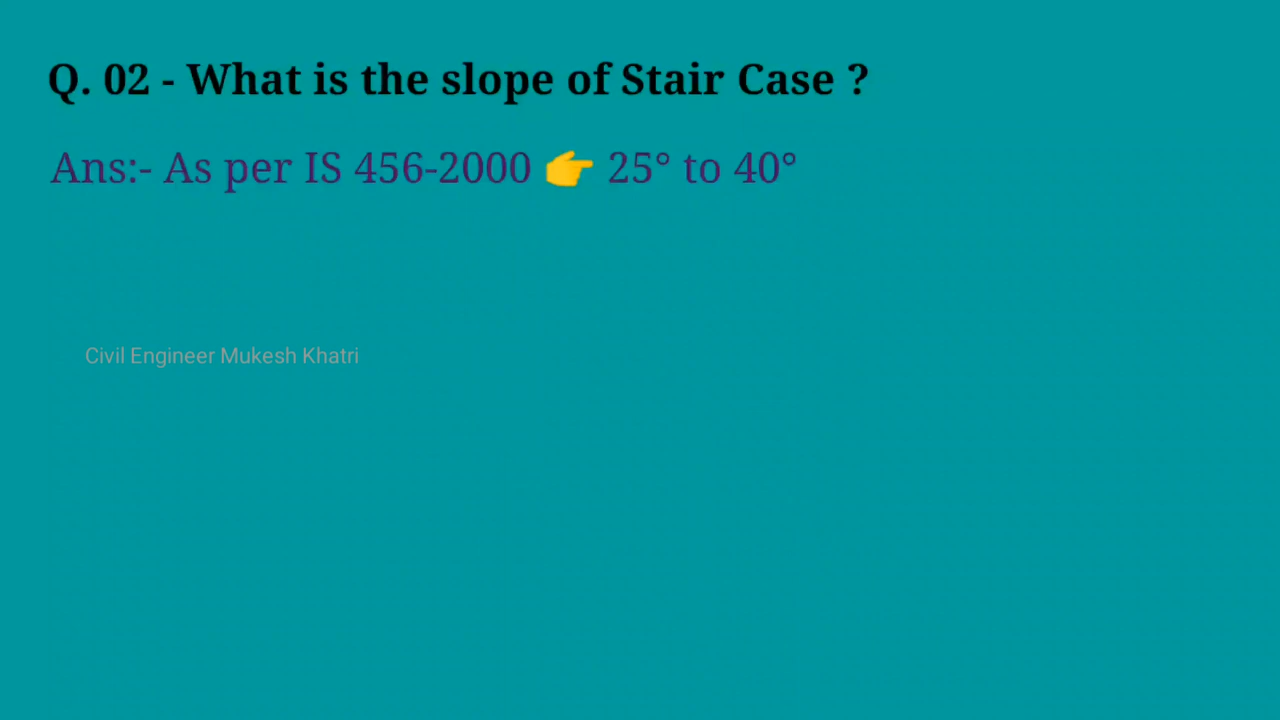 Q. 02 - What is the slope of Stair Case ?
Ans:- As per IS 456-2000 👉 25° to 40°
Civil Engineer Mukesh Khatri